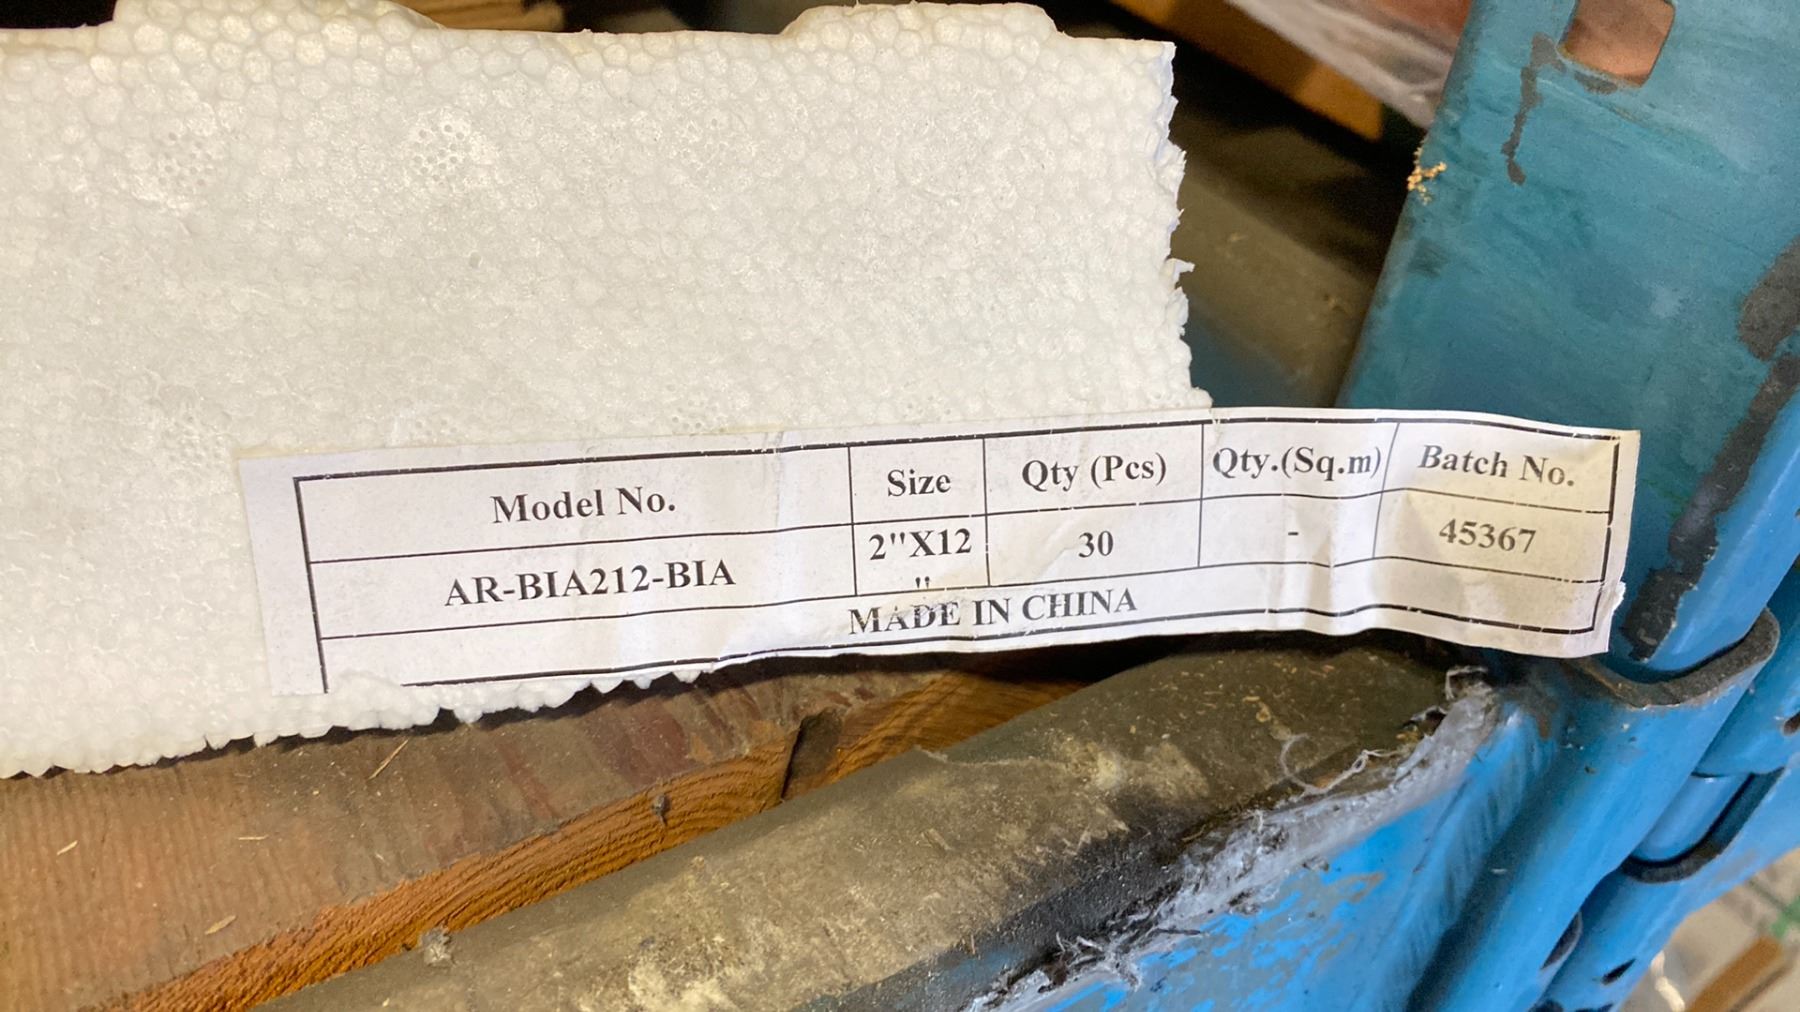 Model No. Size Qty (Pcs) Qty.(Sq.m) Batch No.
AR-BIA212-BIA 2"X12 30 - 45367
"
MADE IN CHINA